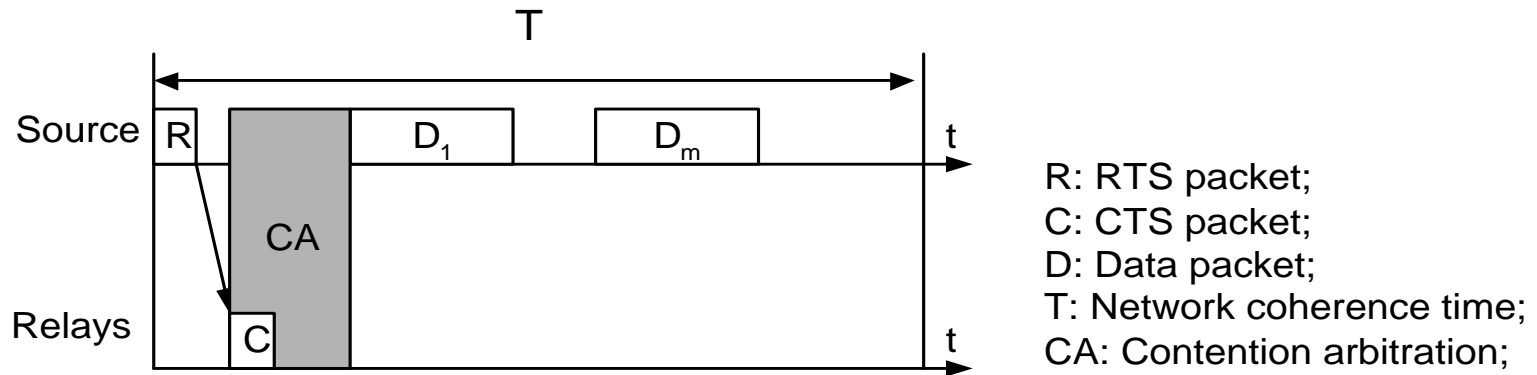 T
Source
R
D₁
Dₘ
t
CA
Relays
C
t
R: RTS packet;
C: CTS packet;
D: Data packet;
T: Network coherence time;
CA: Contention arbitration;